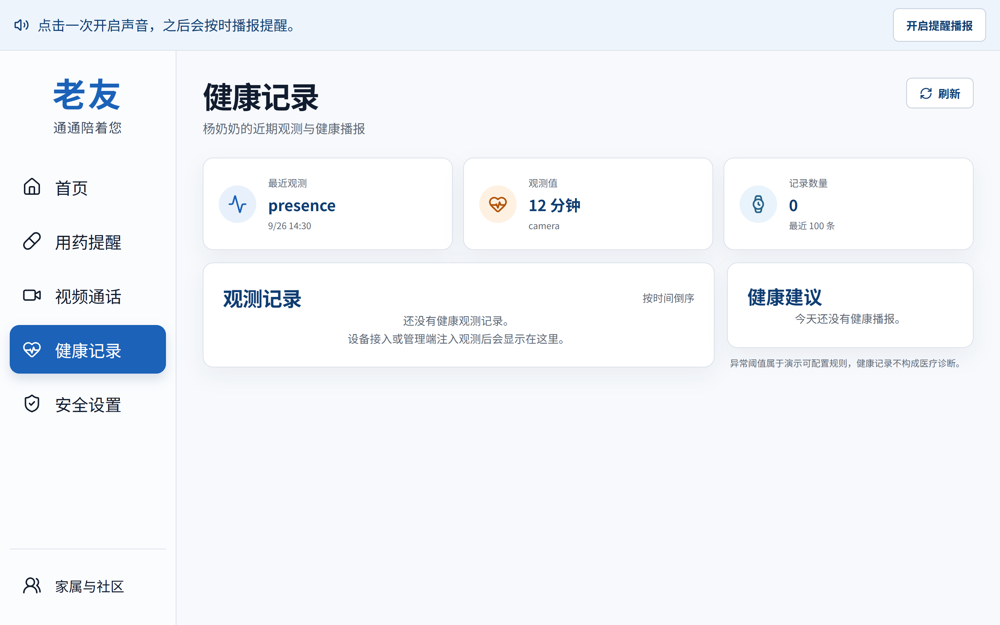 点击一次开启声音，之后会按时播报提醒。
开启提醒播报
老友
通通陪着您
首页
用药提醒
视频通话
健康记录
安全设置
家属与社区
健康记录
刷新
杨奶奶的近期观测与健康播报
最近观测
presence
9/26 14:30
观测值
12 分钟
camera
记录数量
0
最近 100 条
观测记录
按时间倒序
还没有健康观测记录。
设备接入或管理端注入观测后会显示在这里。
健康建议
今天还没有健康播报。
异常阈值属于演示可配置规则，健康记录不构成医疗诊断。